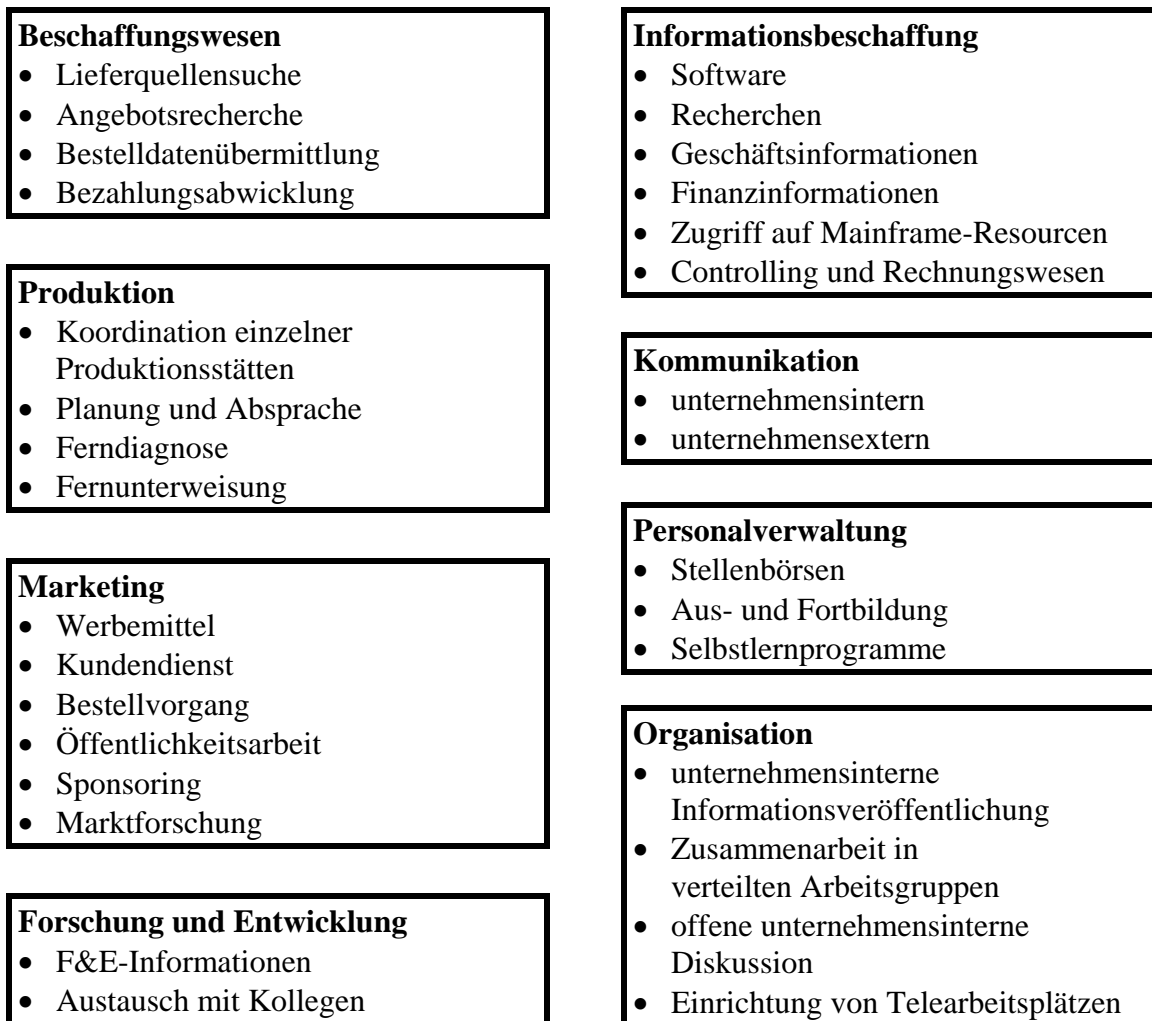 Beschaffungswesen
• Lieferquellensuche
• Angebotsrecherche
• Bestelldatenübermittlung
• Bezahlungsabwicklung
Produktion
• Koordination einzelner
Produktionsstätten
• Planung und Absprache
• Ferndiagnose
• Fernunterweisung
Marketing
• Werbemittel
• Kundendienst
• Bestellvorgang
• Öffentlichkeitsarbeit
• Sponsoring
• Marktforschung
Forschung und Entwicklung
• F&E-Informationen
• Austausch mit Kollegen
Informationsbeschaffung
• Software
• Recherchen
• Geschäftsinformationen
• Finanzinformationen
• Zugriff auf Mainframe-Resourcen
• Controlling und Rechnungswesen
Kommunikation
• unternehmensintern
• unternehmensextern
Personalverwaltung
• Stellenbörsen
• Aus- und Fortbildung
• Selbstlernprogramme
Organisation
• unternehmensinterne
Informationsveröffentlichung
• Zusammenarbeit in
verteilten Arbeitsgruppen
• offene unternehmensinterne
Diskussion
• Einrichtung von Telearbeitsplätzen